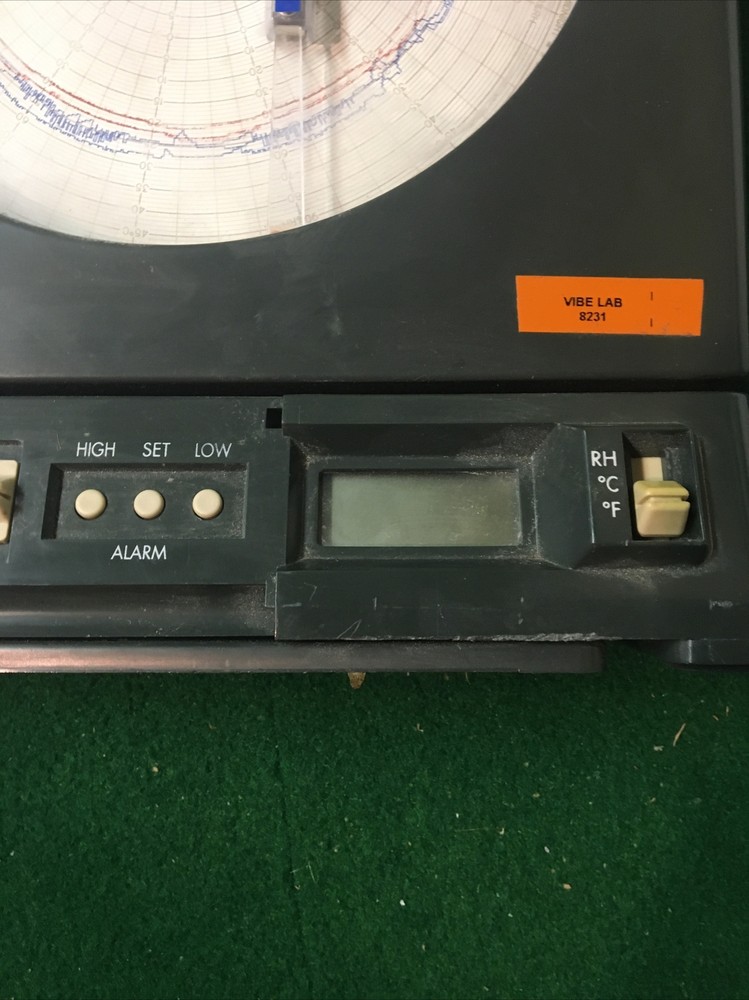 VIBE LAB
8231
HIGH SET LOW
ALARM
RH
°C
°F